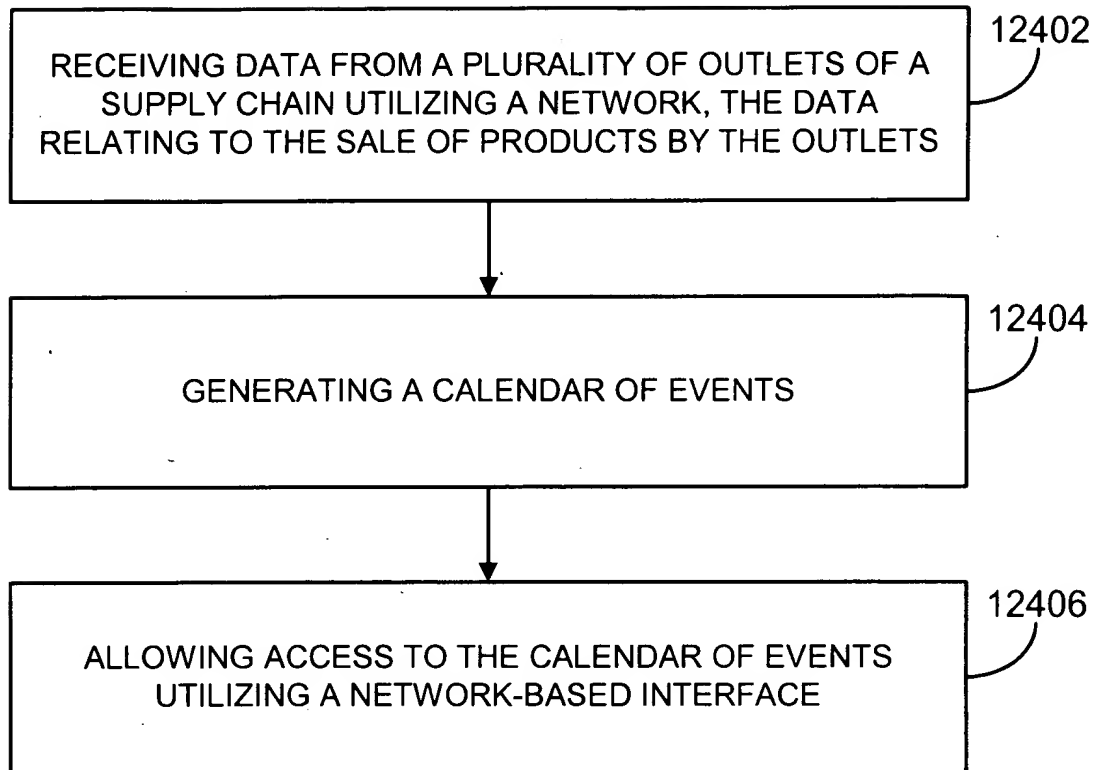 12402
RECEIVING DATA FROM A PLURALITY OF OUTLETS OF A
SUPPLY CHAIN UTILIZING A NETWORK, THE DATA
RELATING TO THE SALE OF PRODUCTS BY THE OUTLETS
12404
GENERATING A CALENDAR OF EVENTS
12406
ALLOWING ACCESS TO THE CALENDAR OF EVENTS
UTILIZING A NETWORK-BASED INTERFACE